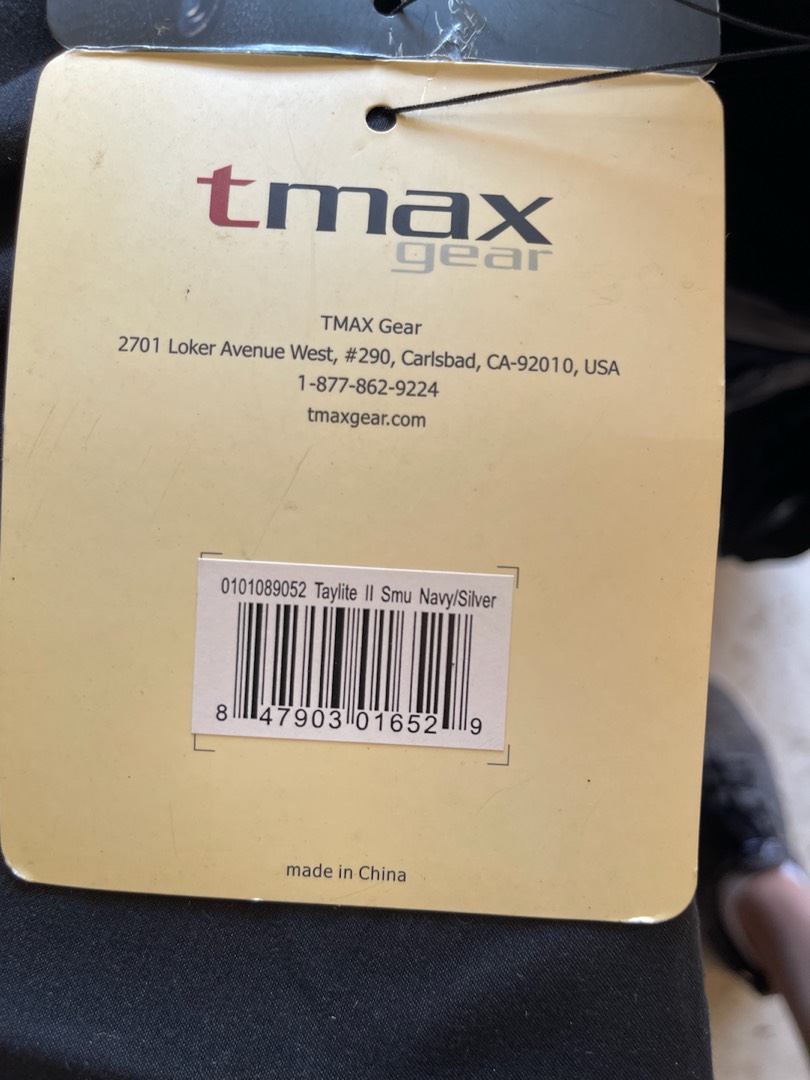 tmax
gear
TMAX Gear
2701 Loker Avenue West, #290, Carlsbad, CA-92010, USA
1-877-862-9224
tmaxgear.com
0101089052 Taylite II Smu Navy/Silver
8 47903 01652 9
made in China